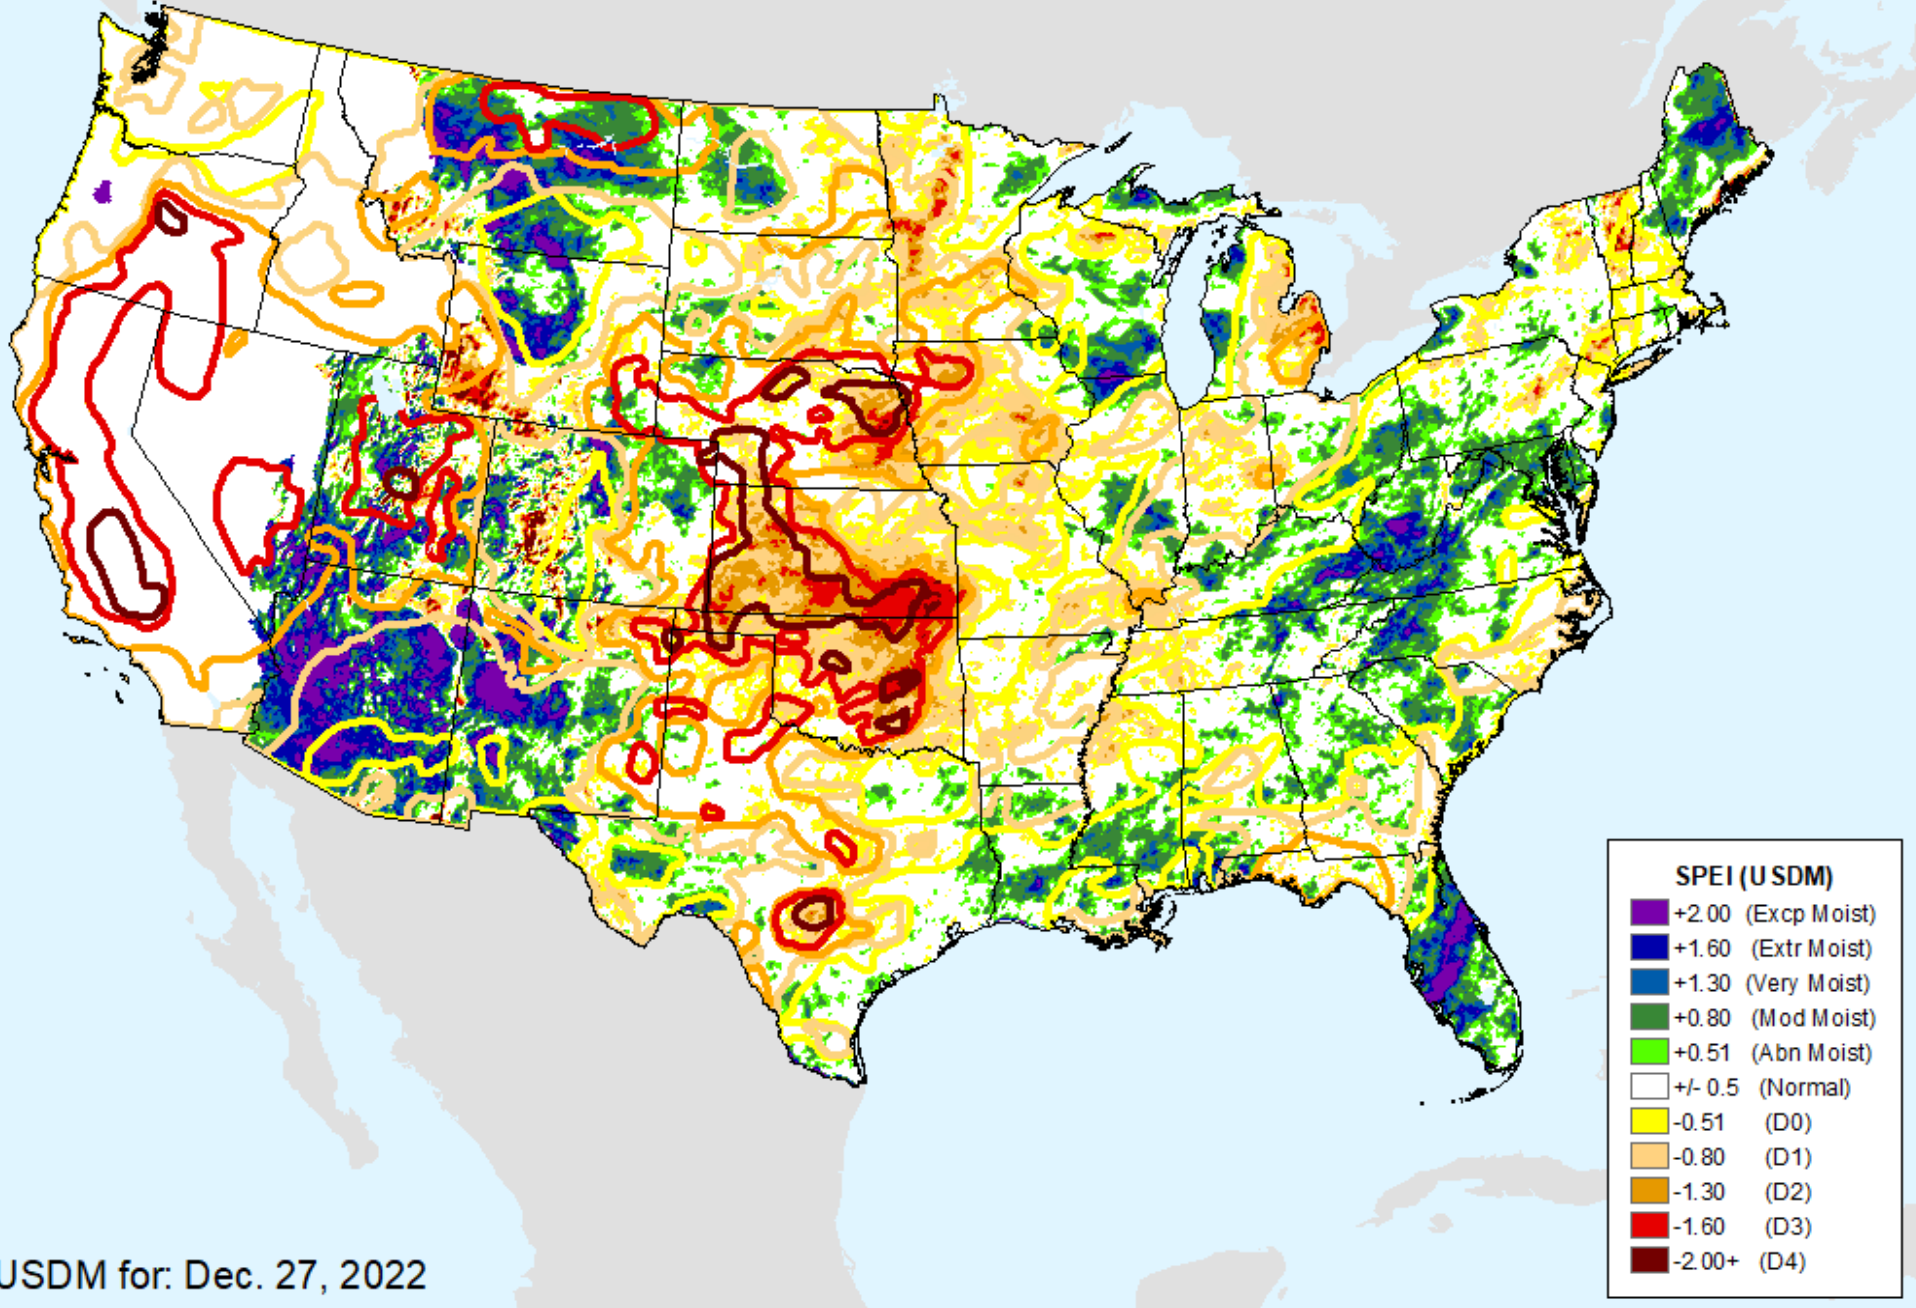 SPEI (USDM)
+2.00 (Excp Moist)
+1.60 (Extr Moist)
+1.30 (Very Moist)
+0.80 (Mod Moist)
+0.51 (Abn Moist)
+/- 0.5 (Normal)
-0.51 (D0)
-0.80 (D1)
-1.30 (D2)
-1.60 (D3)
-2.00+ (D4)
USDM for: Dec. 27, 2022